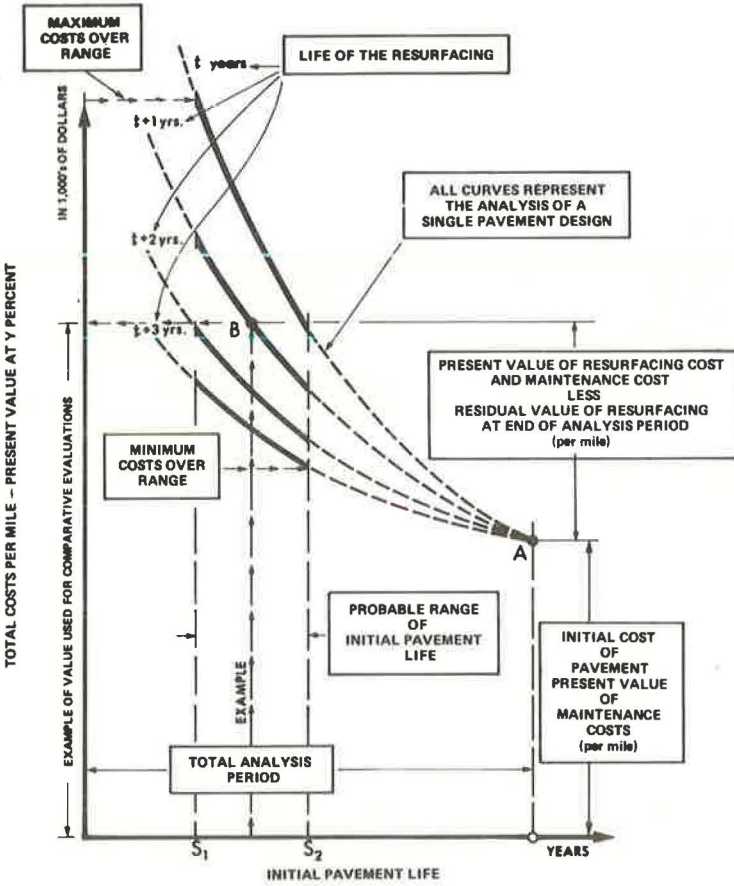 MAXIMUM
COSTS OVER
RANGE
t years
LIFE OF THE RESURFACING
t+1 yrs.
IN 1,000's OF DOLLARS
ALL CURVES REPRESENT
THE ANALYSIS OF A
SINGLE PAVEMENT DESIGN
t+2 yrs.
t+3 yrs.
B
TOTAL COSTS PER MILE – PRESENT VALUE AT Y PERCENT
EXAMPLE OF VALUE USED FOR COMPARATIVE EVALUATIONS
PRESENT VALUE OF RESURFACING COST
AND MAINTENANCE COST
LESS
RESIDUAL VALUE OF RESURFACING
AT END OF ANALYSIS PERIOD
(per mile)
MINIMUM
COSTS OVER
RANGE
A
PROBABLE RANGE
OF
INITIAL PAVEMENT
LIFE
INITIAL COST
OF
PAVEMENT
PRESENT VALUE
OF
MAINTENANCE
COSTS
(per mile)
EXAMPLE
TOTAL ANALYSIS
PERIOD
S1
S2
YEARS
INITIAL PAVEMENT LIFE